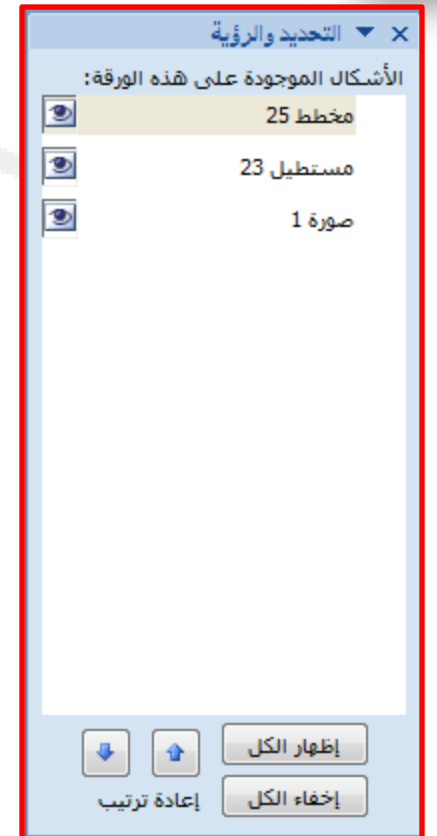 التحديد والرؤية
الأشكال الموجودة على هذه الورقة:
مخطط 25
مستطيل 23
صورة 1
إظهار الكل
إخفاء الكل
إعادة ترتيب